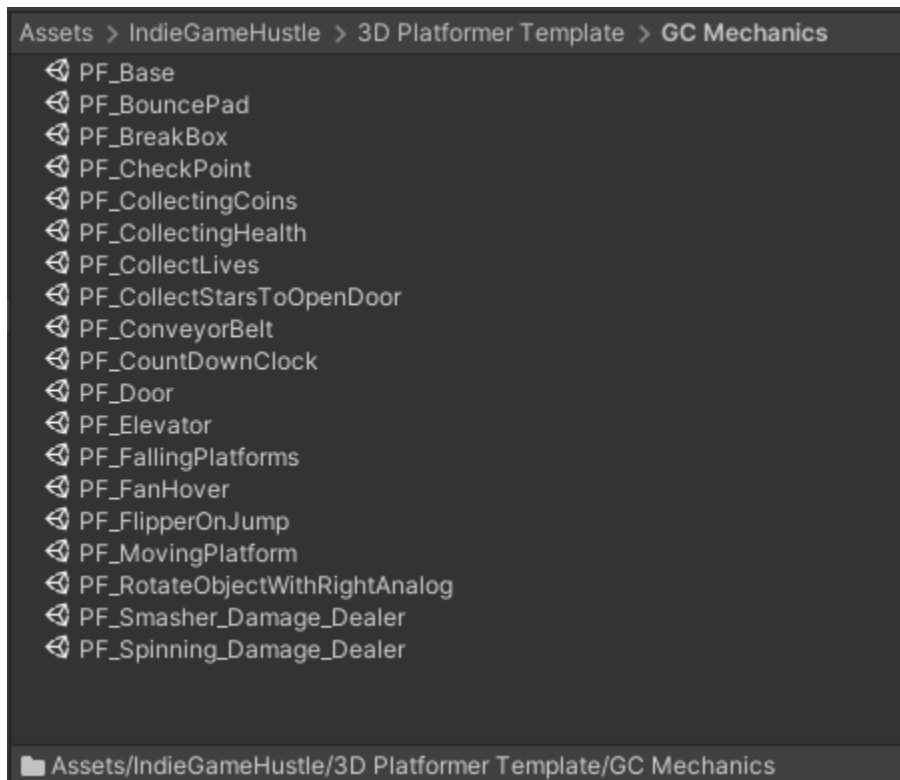 Assets > IndieGameHustle > 3D Platformer Template > GC Mechanics
PF_Base
PF_BouncePad
PF_BreakBox
PF_CheckPoint
PF_CollectingCoins
PF_CollectingHealth
PF_CollectLives
PF_CollectStarsToOpenDoor
PF_ConveyorBelt
PF_CountDownClock
PF_Door
PF_Elevator
PF_FallingPlatforms
PF_FanHover
PF_FlipperOnJump
PF_MovingPlatform
PF_RotateObjectWithRightAnalog
PF_Smasher_Damage_Dealer
PF_Spinning_Damage_Dealer
Assets/IndieGameHustle/3D Platformer Template/GC Mechanics